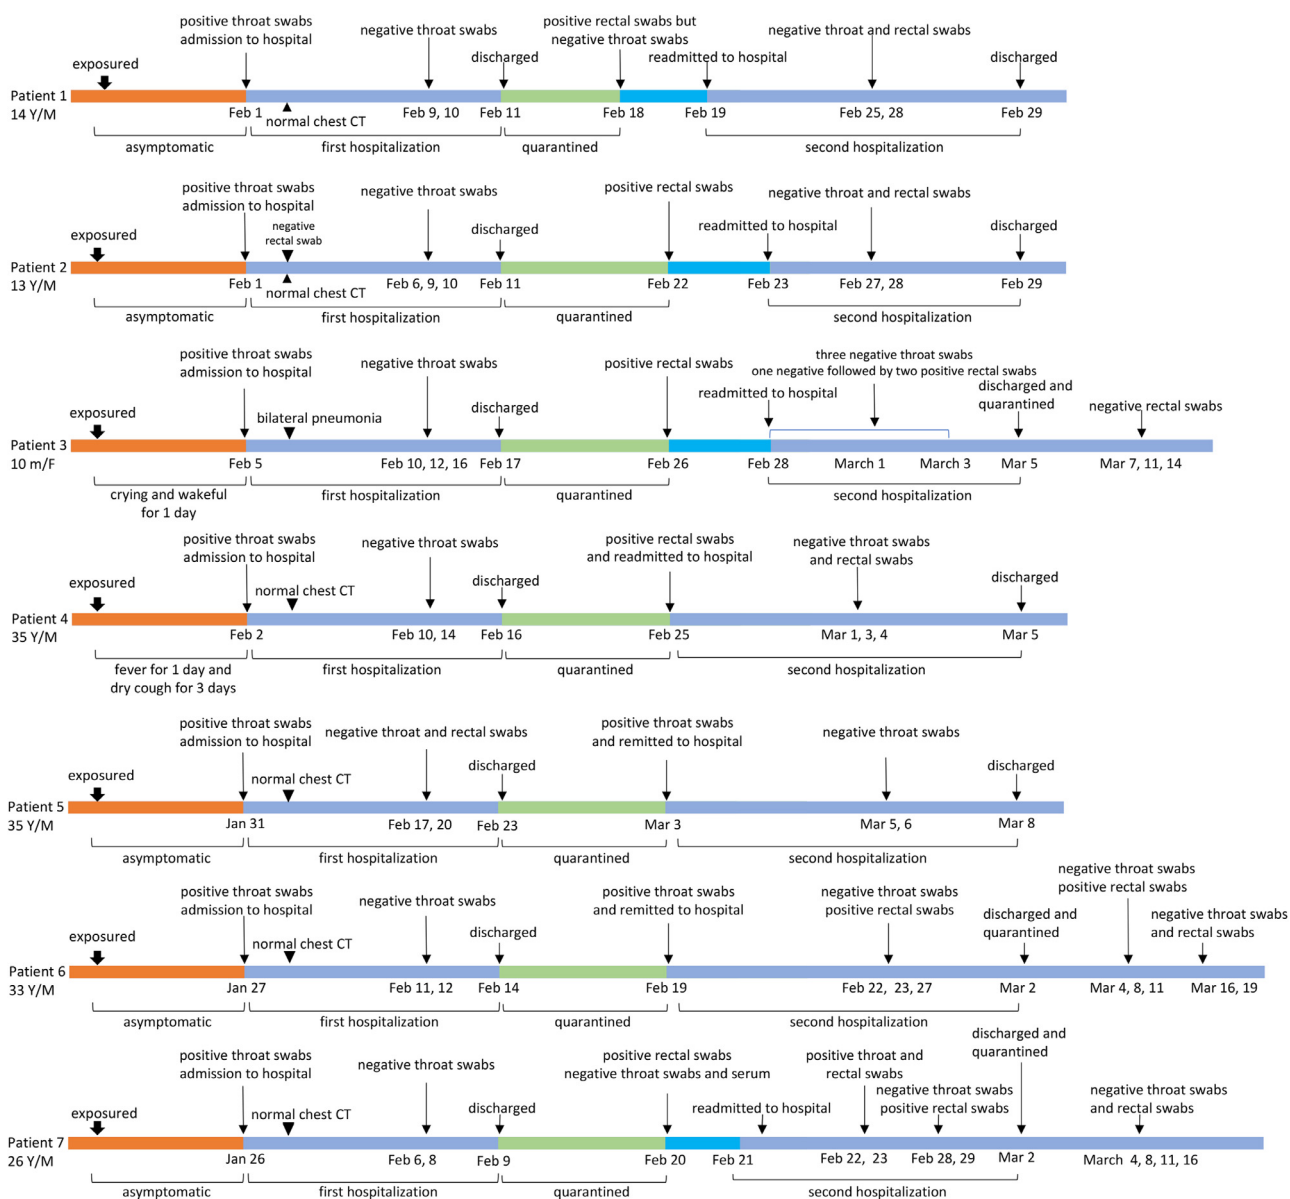 positive throat swabs
admission to hospital
negative throat swabs
positive rectal swabs but
negative throat swabs
negative throat and rectal swabs
exposured
discharged
readmitted to hospital
discharged
Patient 1
14 Y/M
Feb 1
normal chest CT
Feb 9, 10
Feb 11
Feb 18
Feb 19
Feb 25, 28
Feb 29
asymptomatic
first hospitalization
quarantined
second hospitalization
positive throat swabs
admission to hospital
negative throat swabs
positive rectal swabs
negative throat and rectal swabs
exposured
negative
rectal swab
discharged
readmitted to hospital
discharged
Patient 2
13 Y/M
Feb 1
normal chest CT
Feb 6, 9, 10
Feb 11
Feb 22
Feb 23
Feb 27, 28
Feb 29
asymptomatic
first hospitalization
quarantined
second hospitalization
positive throat swabs
admission to hospital
negative throat swabs
positive rectal swabs
three negative throat swabs
one negative followed by two positive rectal swabs
exposured
bilateral pneumonia
discharged
readmitted to hospital
discharged and
quarantined
negative rectal swabs
Patient 3
10 m/F
Feb 5
Feb 10, 12, 16
Feb 17
Feb 26
Feb 28
March 1
March 3
Mar 5
Mar 7, 11, 14
crying and wakeful
for 1 day
first hospitalization
quarantined
second hospitalization
positive throat swabs
admission to hospital
negative throat swabs
positive rectal swabs
and readmitted to hospital
negative throat swabs
and rectal swabs
exposured
normal chest CT
discharged
discharged
Patient 4
35 Y/M
Feb 2
Feb 10, 14
Feb 16
Feb 25
Mar 1, 3, 4
Mar 5
fever for 1 day and
dry cough for 3 days
first hospitalization
quarantined
second hospitalization
positive throat swabs
admission to hospital
negative throat and rectal swabs
positive throat swabs
and remitted to hospital
negative throat swabs
exposured
normal chest CT
discharged
discharged
Patient 5
35 Y/M
Jan 31
Feb 17, 20
Feb 23
Mar 3
Mar 5, 6
Mar 8
asymptomatic
first hospitalization
quarantined
second hospitalization
positive throat swabs
admission to hospital
negative throat swabs
positive throat swabs
and remitted to hospital
negative throat swabs
positive rectal swabs
discharged and
quarantined
negative throat swabs
positive rectal swabs
negative throat swabs
and rectal swabs
exposured
normal chest CT
discharged
Patient 6
33 Y/M
Jan 27
Feb 11, 12
Feb 14
Feb 19
Feb 22, 23, 27
Mar 2
Mar 4, 8, 11
Mar 16, 19
asymptomatic
first hospitalization
quarantined
second hospitalization
positive throat swabs
admission to hospital
negative throat swabs
positive rectal swabs
negative throat swabs and serum
positive throat and
rectal swabs
discharged and
quarantined
negative throat swabs
positive rectal swabs
negative throat swabs
and rectal swabs
exposured
normal chest CT
discharged
readmitted to hospital
Patient 7
26 Y/M
Jan 26
Feb 6, 8
Feb 9
Feb 20
Feb 21
Feb 22, 23
Feb 28, 29
Mar 2
March 4, 8, 11, 16
asymptomatic
first hospitalization
quarantined
second hospitalization